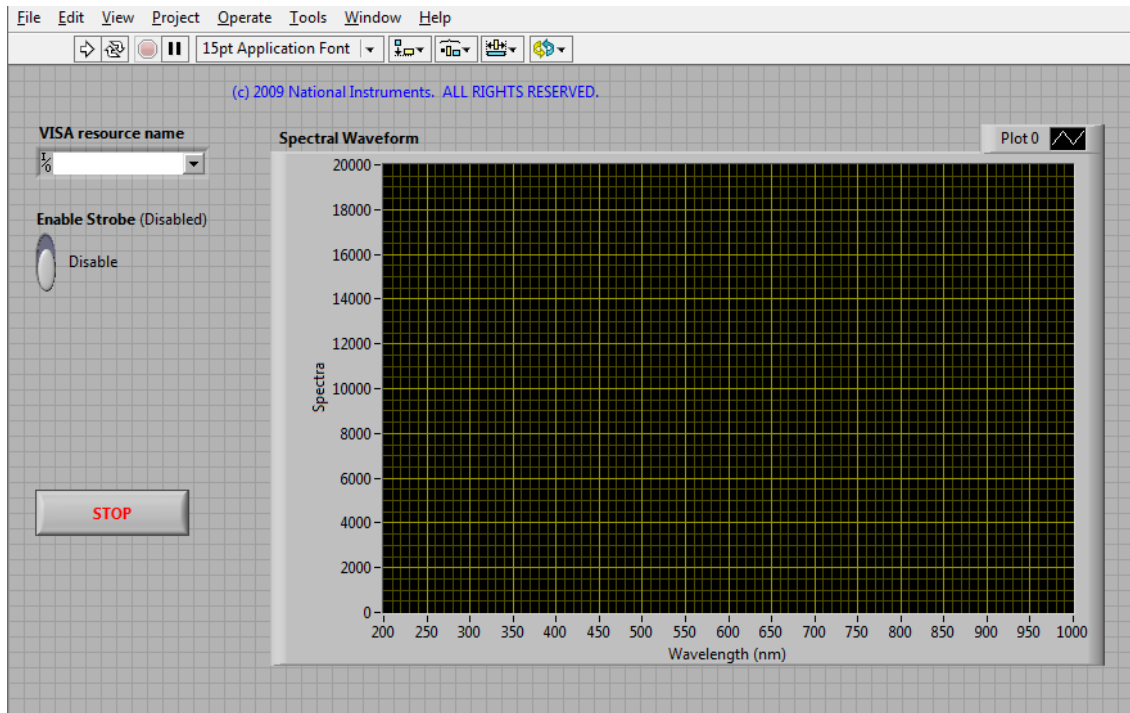 File Edit View Project Operate Tools Window Help
15pt Application Font
(c) 2009 National Instruments. ALL RIGHTS RESERVED.
VISA resource name
I/O
Enable Strobe (Disabled)
Disable
STOP
Spectral Waveform
Plot 0
20000
18000
16000
14000
12000
10000
8000
6000
4000
2000
0
Spectra
200 250 300 350 400 450 500 550 600 650 700 750 800 850 900 950 1000
Wavelength (nm)